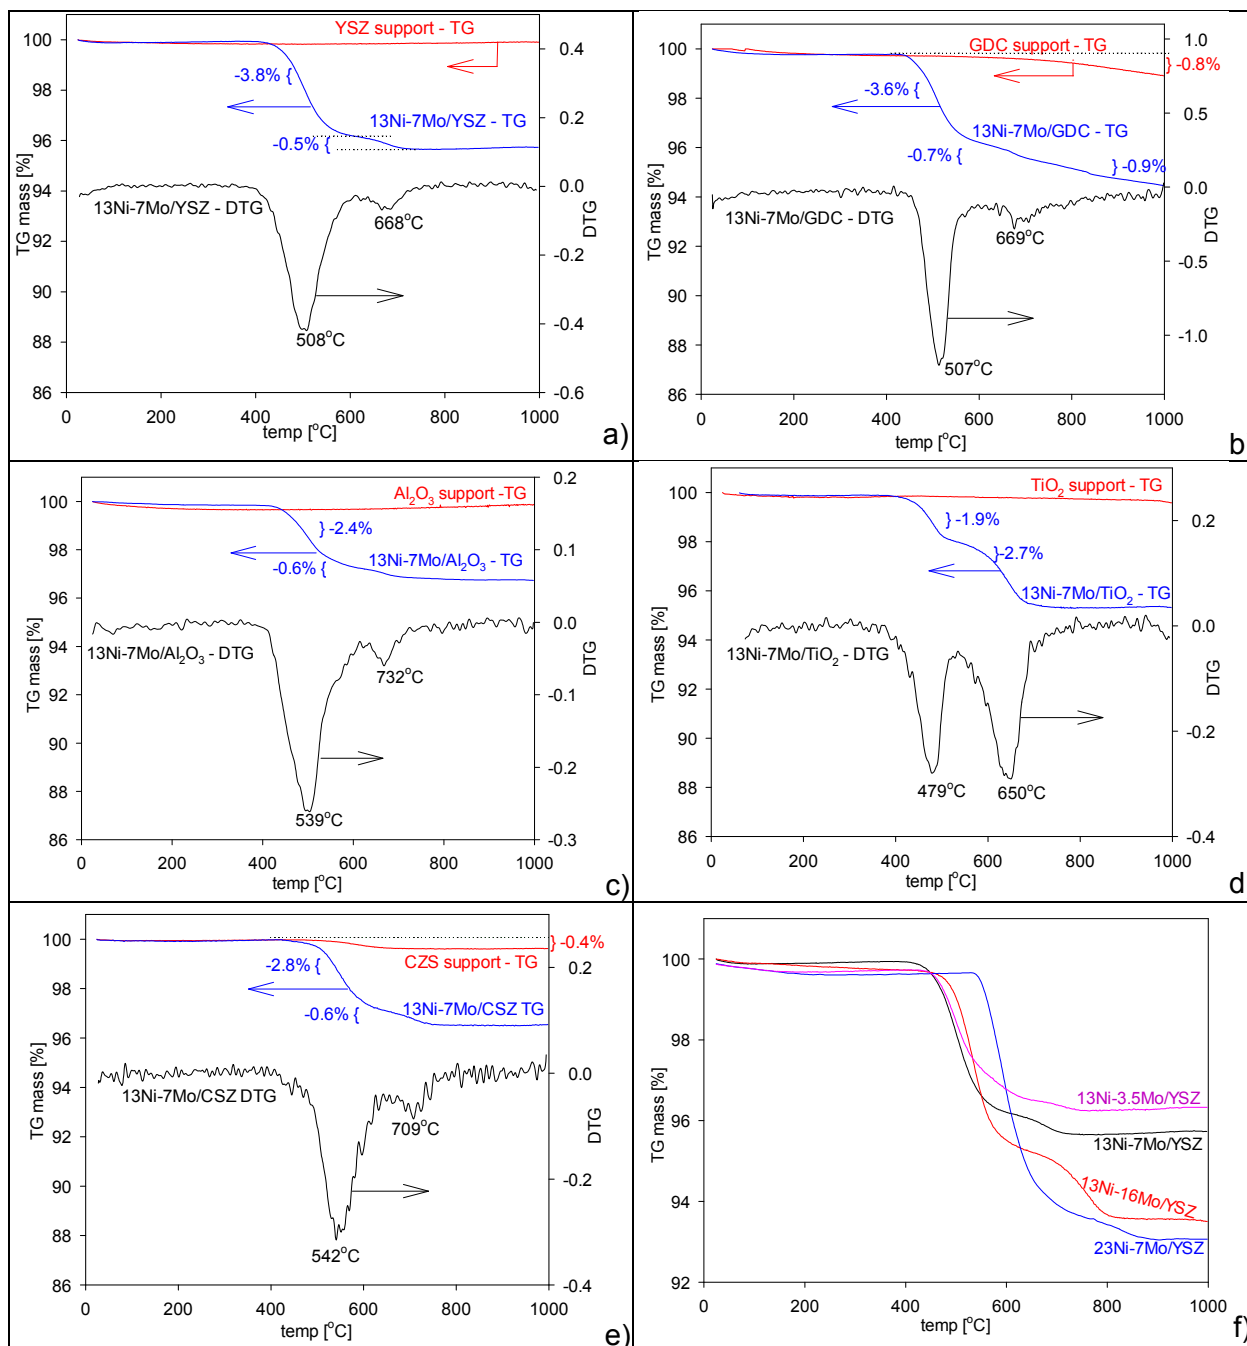 YSZ support - TG
-3.8% {
13Ni-7Mo/YSZ - TG
-0.5% {
13Ni-7Mo/YSZ - DTG
668°C
508°C
100
98
96
94
92
90
88
86
TG mass [%]
0.4
0.2
0.0
-0.2
-0.4
-0.6
DTG
0 200 400 600 800 1000
temp [°C]
a)
GDC support - TG
} -0.8%
-3.6% {
13Ni-7Mo/GDC - TG
-0.7% {
} -0.9%
13Ni-7Mo/GDC - DTG
669°C
507°C
100
98
96
94
92
90
88
86
TG mass [%]
1.0
0.5
0.0
-0.5
-1.0
DTG
0 200 400 600 800 1000
temp [°C]
b
Al₂O₃ support -TG
} -2.4%
13Ni-7Mo/Al₂O₃ - TG
-0.6% {
13Ni-7Mo/Al₂O₃ - DTG
732°C
539°C
100
98
96
94
92
90
88
86
TG mass [%]
0.2
0.1
0.0
-0.1
-0.2
-0.3
DTG
0 200 400 600 800 1000
temp [°C]
c)
TiO₂ support - TG
}-1.9%
}-2.7%
13Ni-7Mo/TiO₂ - TG
13Ni-7Mo/TiO₂ - DTG
479°C
650°C
100
98
96
94
92
90
88
86
TG mass [%]
0.2
0.0
-0.2
-0.4
DTG
0 200 400 600 800 1000
temp [°C]
d
} -0.4%
CZS support - TG
-2.8% {
13Ni-7Mo/CSZ TG
-0.6% {
13Ni-7Mo/CSZ DTG
709°C
542°C
100
98
96
94
92
90
88
86
TG mass [%]
0.2
0.0
-0.2
-0.4
DTG
0 200 400 600 800 1000
temp [°C]
e)
13Ni-3.5Mo/YSZ
13Ni-7Mo/YSZ
13Ni-16Mo/YSZ
23Ni-7Mo/YSZ
100
98
96
94
92
TG mass [%]
0 200 400 600 800 1000
temp [°C]
f)